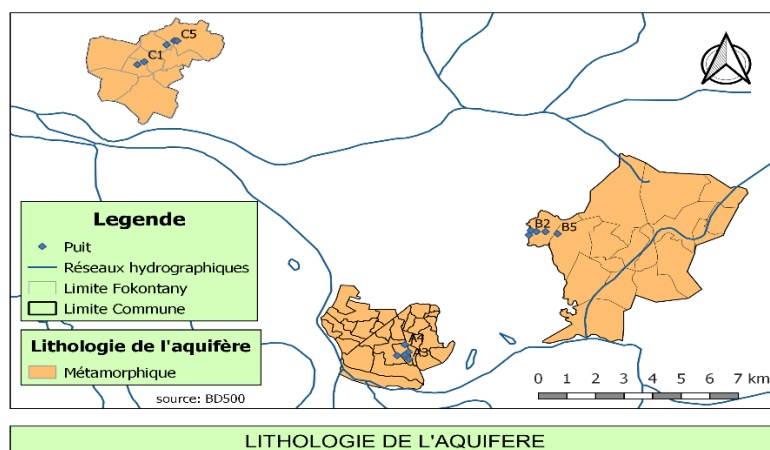 C5
C1
B2
B5
Legende
Puit
Réseaux hydrographiques
Limite Fokontany
Limite Commune
A4
A3
Lithologie de l'aquifère
Métamorphique
source: BD500
0 1 2 3 4 5 6 7 km
LITHOLOGIE DE L'AQUIFERE